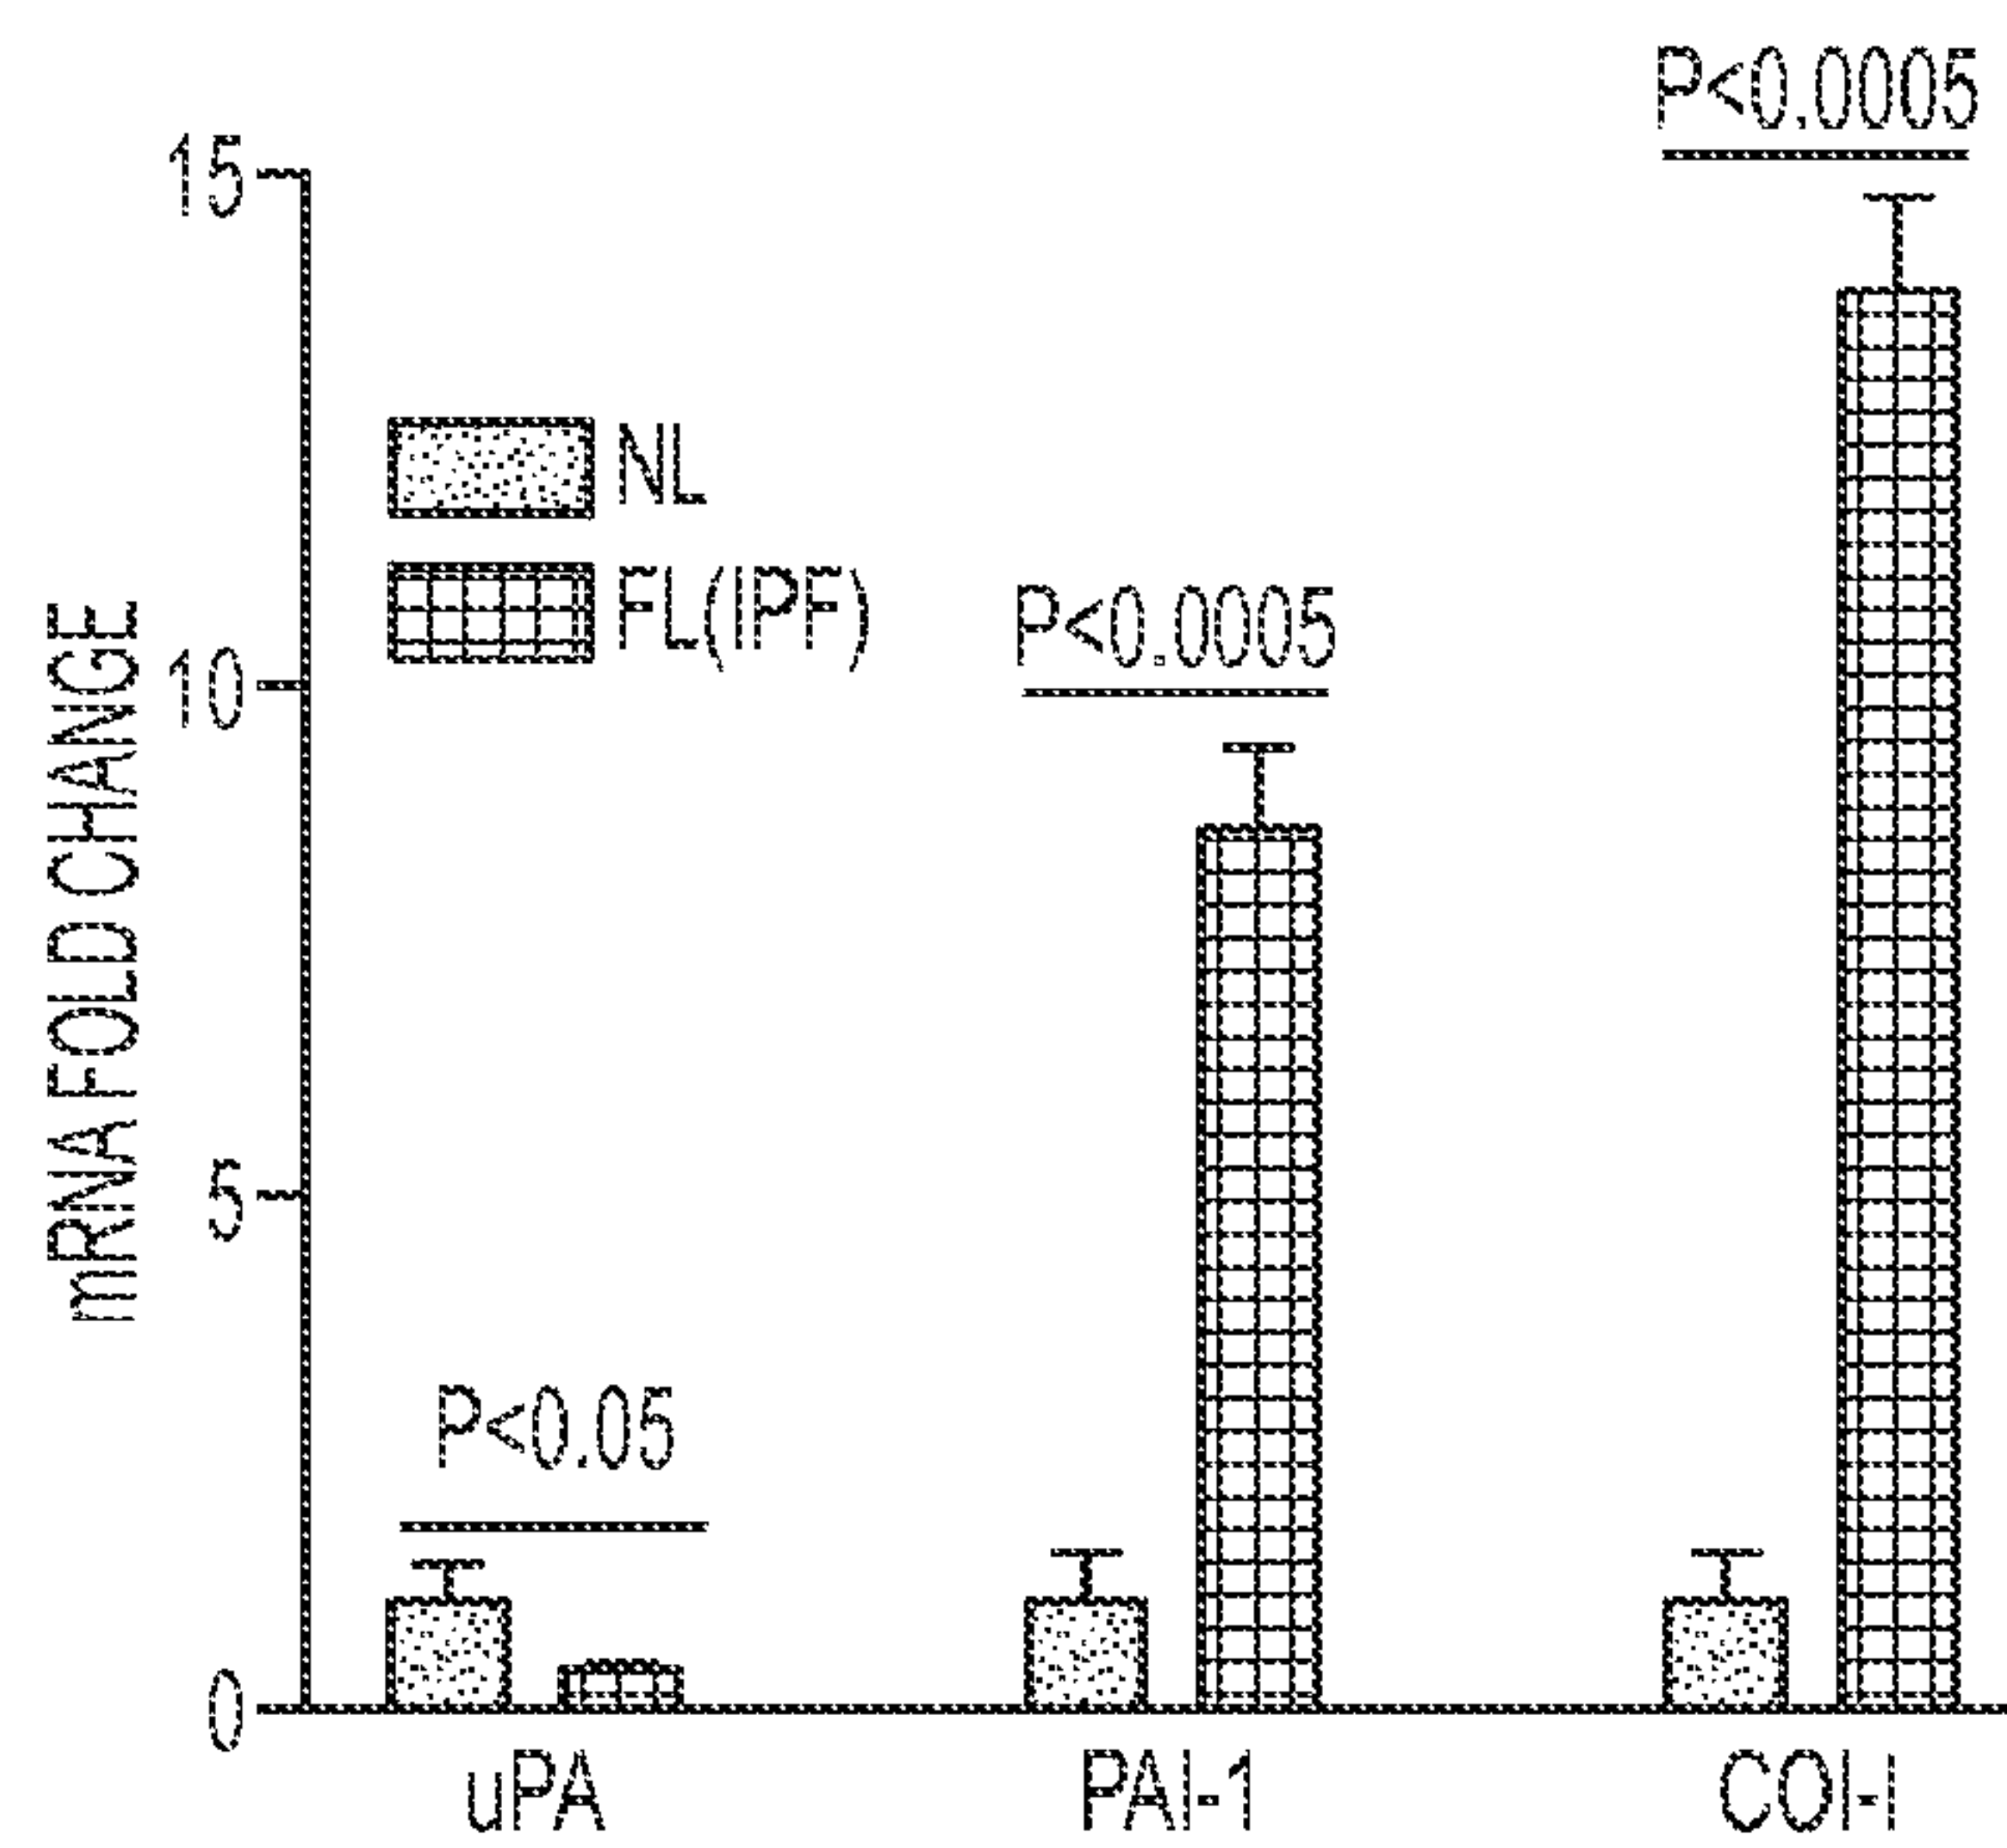 P<0.0005
15
NL
FL(IPF)
P<0.0005
10
mRNA FOLD CHANGE
5
P<0.05
0
uPA
PAI-1
COI-I